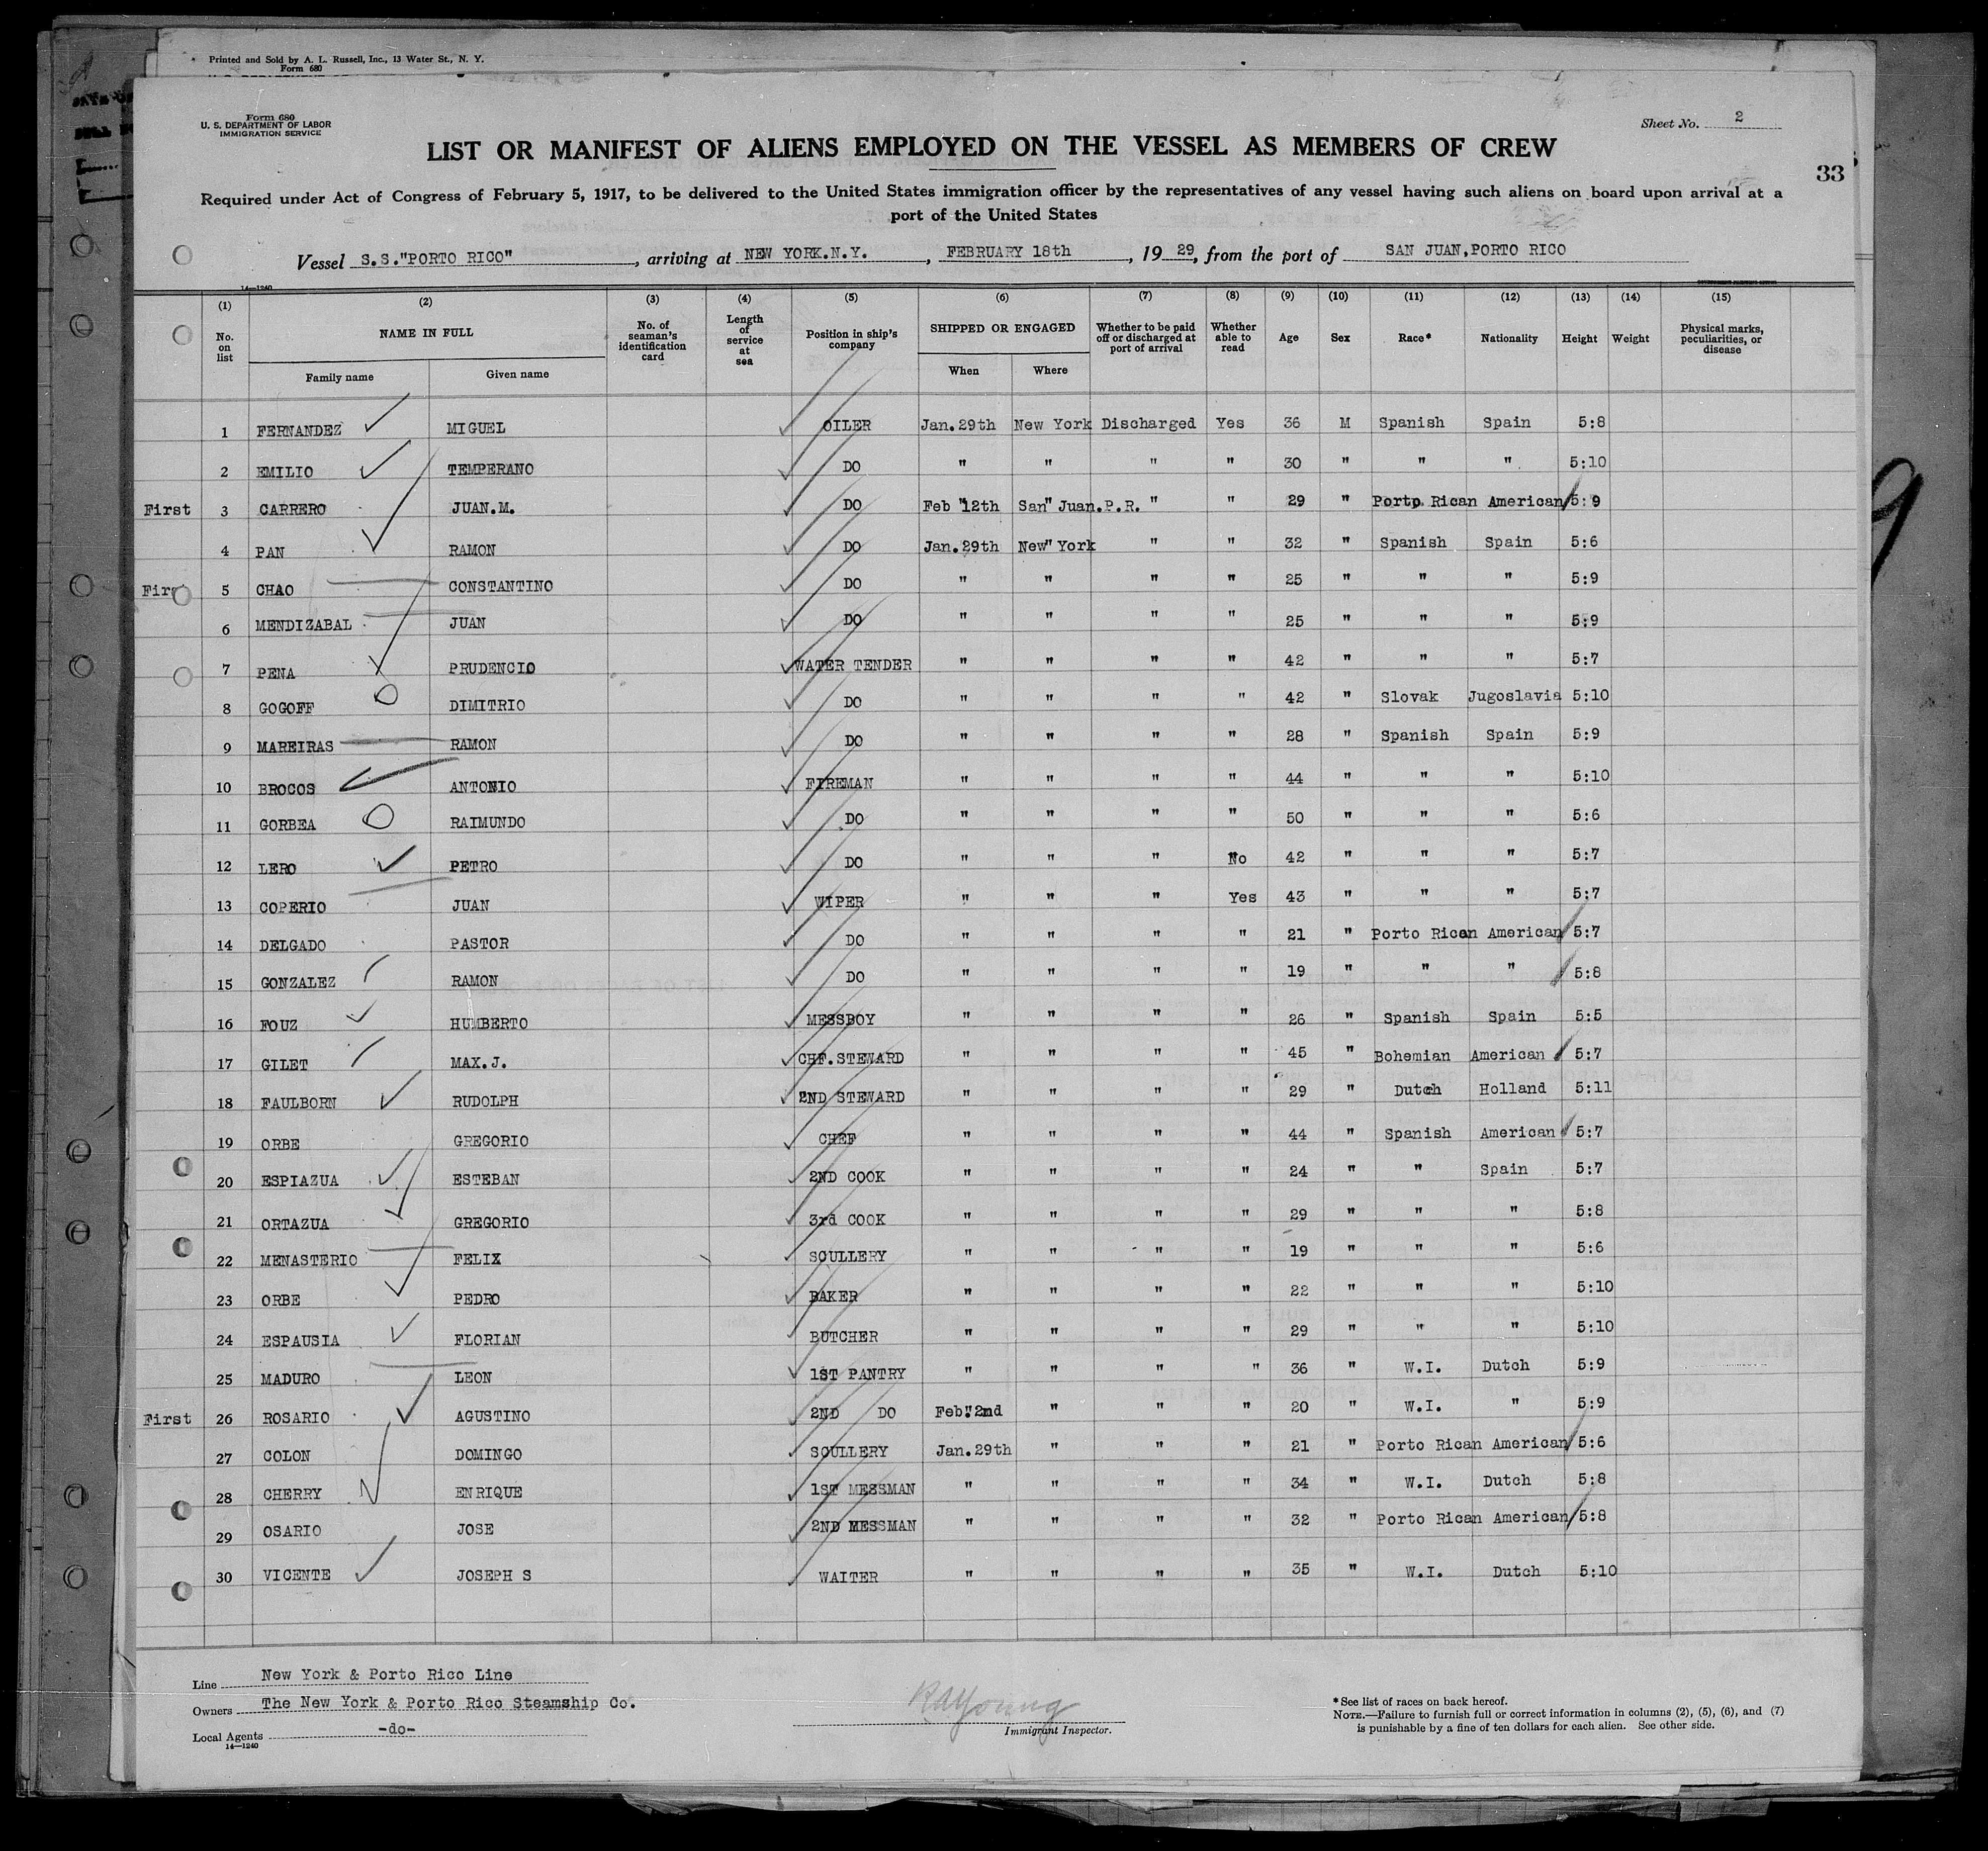 Printed and Sold by A. L. Russell, Inc., 13 Water St., N. Y.
Form 680
Form 680
U. S. DEPARTMENT OF LABOR
IMMIGRATION SERVICE
Sheet No. 2
LIST OR MANIFEST OF ALIENS EMPLOYED ON THE VESSEL AS MEMBERS OF CREW
33
Required under Act of Congress of February 5, 1917, to be delivered to the United States immigration officer by the representatives of any vessel having such aliens on board upon arrival at a
port of the United States
Vessel S.S."PORTO RICO", arriving at NEW YORK.N.Y., FEBRUARY 18th, 1929, from the port of SAN JUAN,PORTO RICO
14—1240
(1) (2) (3) (4) (5) (6) (7) (8) (9) (10) (11) (12) (13) (14) (15)
No. on list NAME IN FULL No. of seaman's identification card Length of service at sea Position in ship's company SHIPPED OR ENGAGED Whether to be paid off or discharged at port of arrival Whether able to read Age Sex Race* Nationality Height Weight Physical marks, peculiarities, or disease
Family name Given name When Where
1 FERNANDEZ MIGUEL OILER Jan.29th New York Discharged Yes 36 M Spanish Spain 5:8
2 EMILIO TEMPERANO DO " " " " 30 " " " 5:10
First 3 CARRERO JUAN.M. DO Feb 12th San Juan.P.R. " " 29 " Porto Rican American 5:9
4 PAN RAMON DO Jan.29th New York " " 32 " Spanish Spain 5:6
5 CHAO CONSTANTINO DO " " " " 25 " " " 5:9
6 MENDIZABAL JUAN DO " " " " 25 " " " 5:9
7 PENA PRUDENCIO WATER TENDER " " " " 42 " " " 5:7
8 GOGOFF DIMITRIO DO " " " " 42 " Slovak Jugoslavia 5:10
9 MAREIRAS RAMON DO " " " " 28 " Spanish Spain 5:9
10 BROCOS ANTONIO FIREMAN " " " " 44 " " " 5:10
11 GORBEA RAIMUNDO DO " " " " 50 " " " 5:6
12 LERO PETRO DO " " " No 42 " " " 5:7
13 COPERIO JUAN WIPER " " " Yes 43 " " " 5:7
14 DELGADO PASTOR DO " " " " 21 " Porto Rican American 5:7
15 GONZALEZ RAMON DO " " " " 19 " " " 5:8
16 FOUZ HUMBERTO MESSBOY " " " " 26 " Spanish Spain 5:5
17 GILET MAX.J. CHF.STEWARD " " " " 45 " Bohemian American 5:7
18 FAULBORN RUDOLPH 2ND STEWARD " " " " 29 " Dutch Holland 5:11
19 ORBE GREGORIO CHEF " " " " 44 " Spanish American 5:7
20 ESPIAZUA ESTEBAN 2ND COOK " " " " 24 " " Spain 5:7
21 ORTAZUA GREGORIO 3rd COOK " " " " 29 " " " 5:8
22 MENASTERIO FELIX SCULLERY " " " " 19 " " " 5:6
23 ORBE PEDRO BAKER " " " " 22 " " " 5:10
24 ESPAUSIA FLORIAN BUTCHER " " " " 29 " " " 5:10
25 MADURO LEON 1ST PANTRY " " " " 36 " W.I. Dutch 5:9
First 26 ROSARIO AGUSTINO 2ND DO Feb.2nd " " " 20 " W.I. " 5:9
27 COLON DOMINGO SCULLERY Jan.29th " " " 21 " Porto Rican American 5:6
28 CHERRY ENRIQUE 1ST MESSMAN " " " " 34 " W.I. Dutch 5:8
29 OSARIO JOSE 2ND MESSMAN " " " " 32 " Porto Rican American 5:8
30 VICENTE JOSEPH S WAITER " " " " 35 " W.I. Dutch 5:10
Line New York & Porto Rico Line
Owners The New York & Porto Rico Steamship Co.
Local Agents -do-
14—1240
RAYoung
Immigrant Inspector.
*See list of races on back hereof.
NOTE.—Failure to furnish full or correct information in columns (2), (5), (6), and (7)
is punishable by a fine of ten dollars for each alien. See other side.